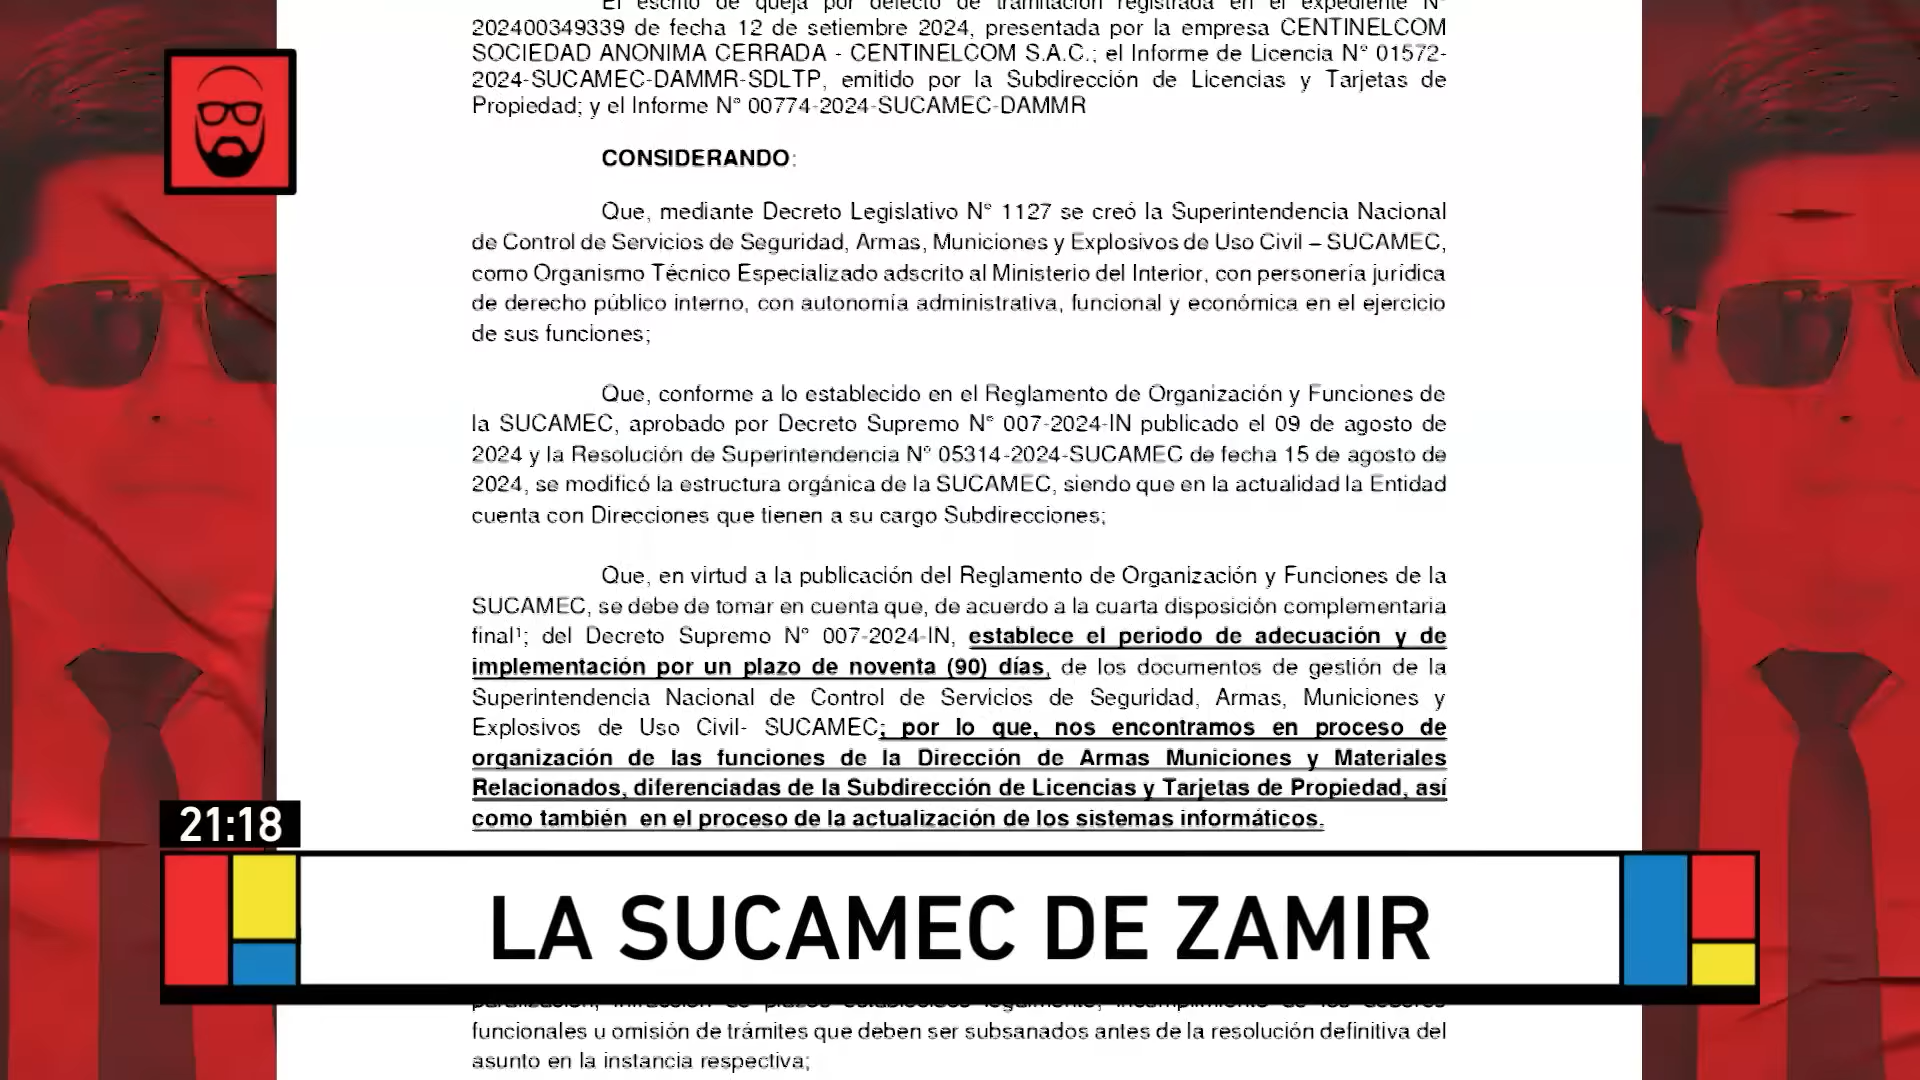 El escrito de queja por defecto de tramitación registrada en el expediente N°
202400349339 de fecha 12 de setiembre 2024, presentada por la empresa CENTINELCOM
SOCIEDAD ANONIMA CERRADA - CENTINELCOM S.A.C.; el Informe de Licencia N° 01572-
2024-SUCAMEC-DAMMR-SDLTP, emitido por la Subdirección de Licencias y Tarjetas de
Propiedad; y el Informe N° 00774-2024-SUCAMEC-DAMMR
CONSIDERANDO:
Que, mediante Decreto Legislativo N° 1127 se creó la Superintendencia Nacional
de Control de Servicios de Seguridad, Armas, Municiones y Explosivos de Uso Civil – SUCAMEC,
como Organismo Técnico Especializado adscrito al Ministerio del Interior, con personería jurídica
de derecho público interno, con autonomía administrativa, funcional y económica en el ejercicio
de sus funciones;
Que, conforme a lo establecido en el Reglamento de Organización y Funciones de
la SUCAMEC, aprobado por Decreto Supremo N° 007-2024-IN publicado el 09 de agosto de
2024 y la Resolución de Superintendencia N° 05314-2024-SUCAMEC de fecha 15 de agosto de
2024, se modificó la estructura orgánica de la SUCAMEC, siendo que en la actualidad la Entidad
cuenta con Direcciones que tienen a su cargo Subdirecciones;
Que, en virtud a la publicación del Reglamento de Organización y Funciones de la
SUCAMEC, se debe de tomar en cuenta que, de acuerdo a la cuarta disposición complementaria
final¹; del Decreto Supremo N° 007-2024-IN, establece el periodo de adecuación y de
implementación por un plazo de noventa (90) días, de los documentos de gestión de la
Superintendencia Nacional de Control de Servicios de Seguridad, Armas, Municiones y
Explosivos de Uso Civil- SUCAMEC; por lo que, nos encontramos en proceso de
organización de las funciones de la Dirección de Armas Municiones y Materiales
Relacionados, diferenciadas de la Subdirección de Licencias y Tarjetas de Propiedad, así
como también en el proceso de la actualización de los sistemas informáticos.
21:18
LA SUCAMEC DE ZAMIR
paralización, infracción de plazos establecidos legalmente, incumplimiento de los deberes
funcionales u omisión de trámites que deben ser subsanados antes de la resolución definitiva del
asunto en la instancia respectiva;